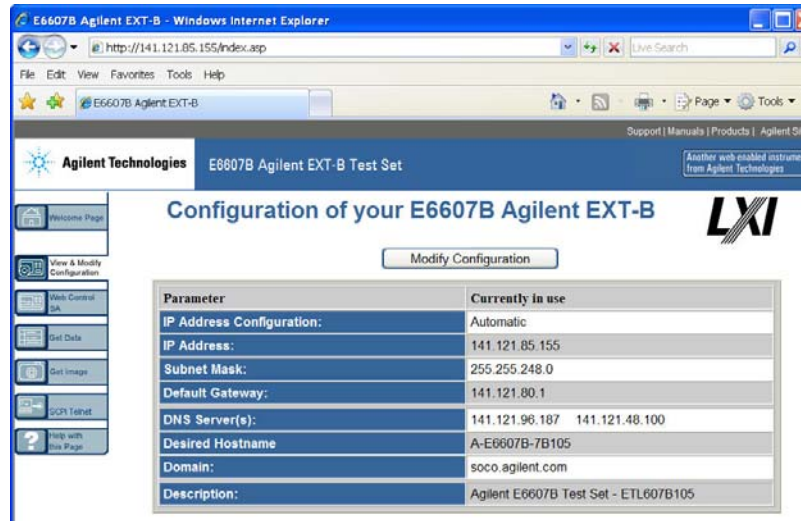 E6607B Agilent EXT-B - Windows Internet Explorer
http://141.121.85.155/index.asp
Live Search
File Edit View Favorites Tools Help
E6607B Agilent EXT-B
Page Tools
Support | Manuals | Products | Agilent
Agilent Technologies
E6607B Agilent EXT-B Test Set
Another web-enabled
from Agilent Technologies
Welcome Page
Configuration of your E6607B Agilent EXT-B
LXI
View & Modify
Configuration
Modify Configuration
Web Control
SA
Get Data
Get Image
SCPI Telnet
Help with
this Page
Parameter Currently in use
IP Address Configuration: Automatic
IP Address: 141.121.85.155
Subnet Mask: 255.255.248.0
Default Gateway: 141.121.80.1
DNS Server(s): 141.121.96.187 141.121.48.100
Desired Hostname A-E6607B-7B105
Domain: soco.agilent.com
Description: Agilent E6607B Test Set - ETL607B105